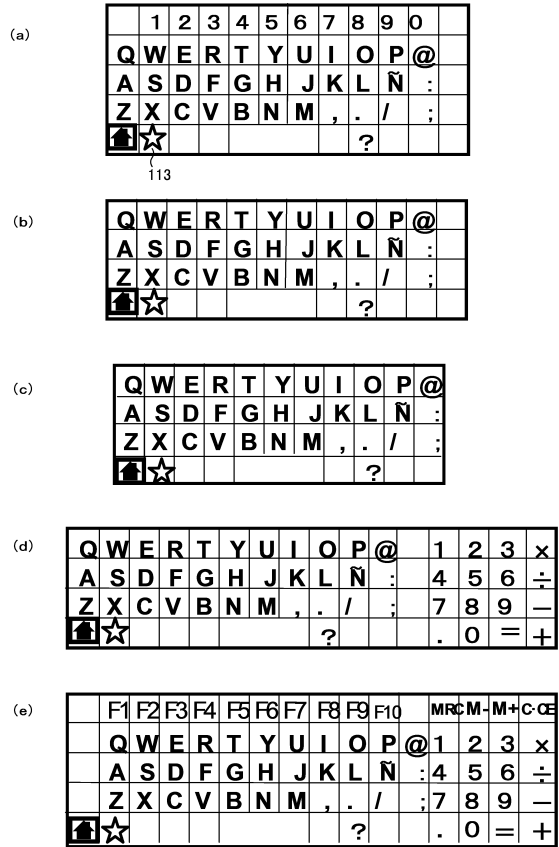 (a)
1 2 3 4 5 6 7 8 9 0
Q W E R T Y U I O P @
A S D F G H J K L Ñ :
Z X C V B N M , . / ;
?
113
(b)
Q W E R T Y U I O P @
A S D F G H J K L Ñ :
Z X C V B N M , . / ;
?
(c)
Q W E R T Y U I O P @
A S D F G H J K L Ñ :
Z X C V B N M , . / ;
?
(d)
Q W E R T Y U I O P @ 1 2 3 ×
A S D F G H J K L Ñ : 4 5 6 ÷
Z X C V B N M , . / ; 7 8 9 −
? . 0 = +
(e)
F1 F2 F3 F4 F5 F6 F7 F8 F9 F10 MRC M- M+ C·CE
Q W E R T Y U I O P @ 1 2 3 ×
A S D F G H J K L Ñ : 4 5 6 ÷
Z X C V B N M , . / ; 7 8 9 −
? . 0 = +